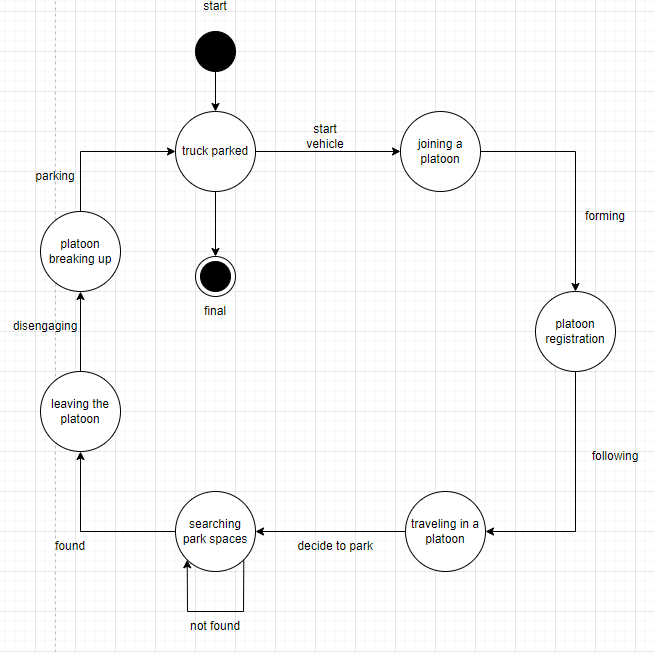 start
truck parked
start
vehicle
joining a
platoon
parking
forming
platoon
breaking up
final
platoon
registration
disengaging
leaving the
platoon
following
searching
park spaces
traveling in a
platoon
found
decide to park
not found